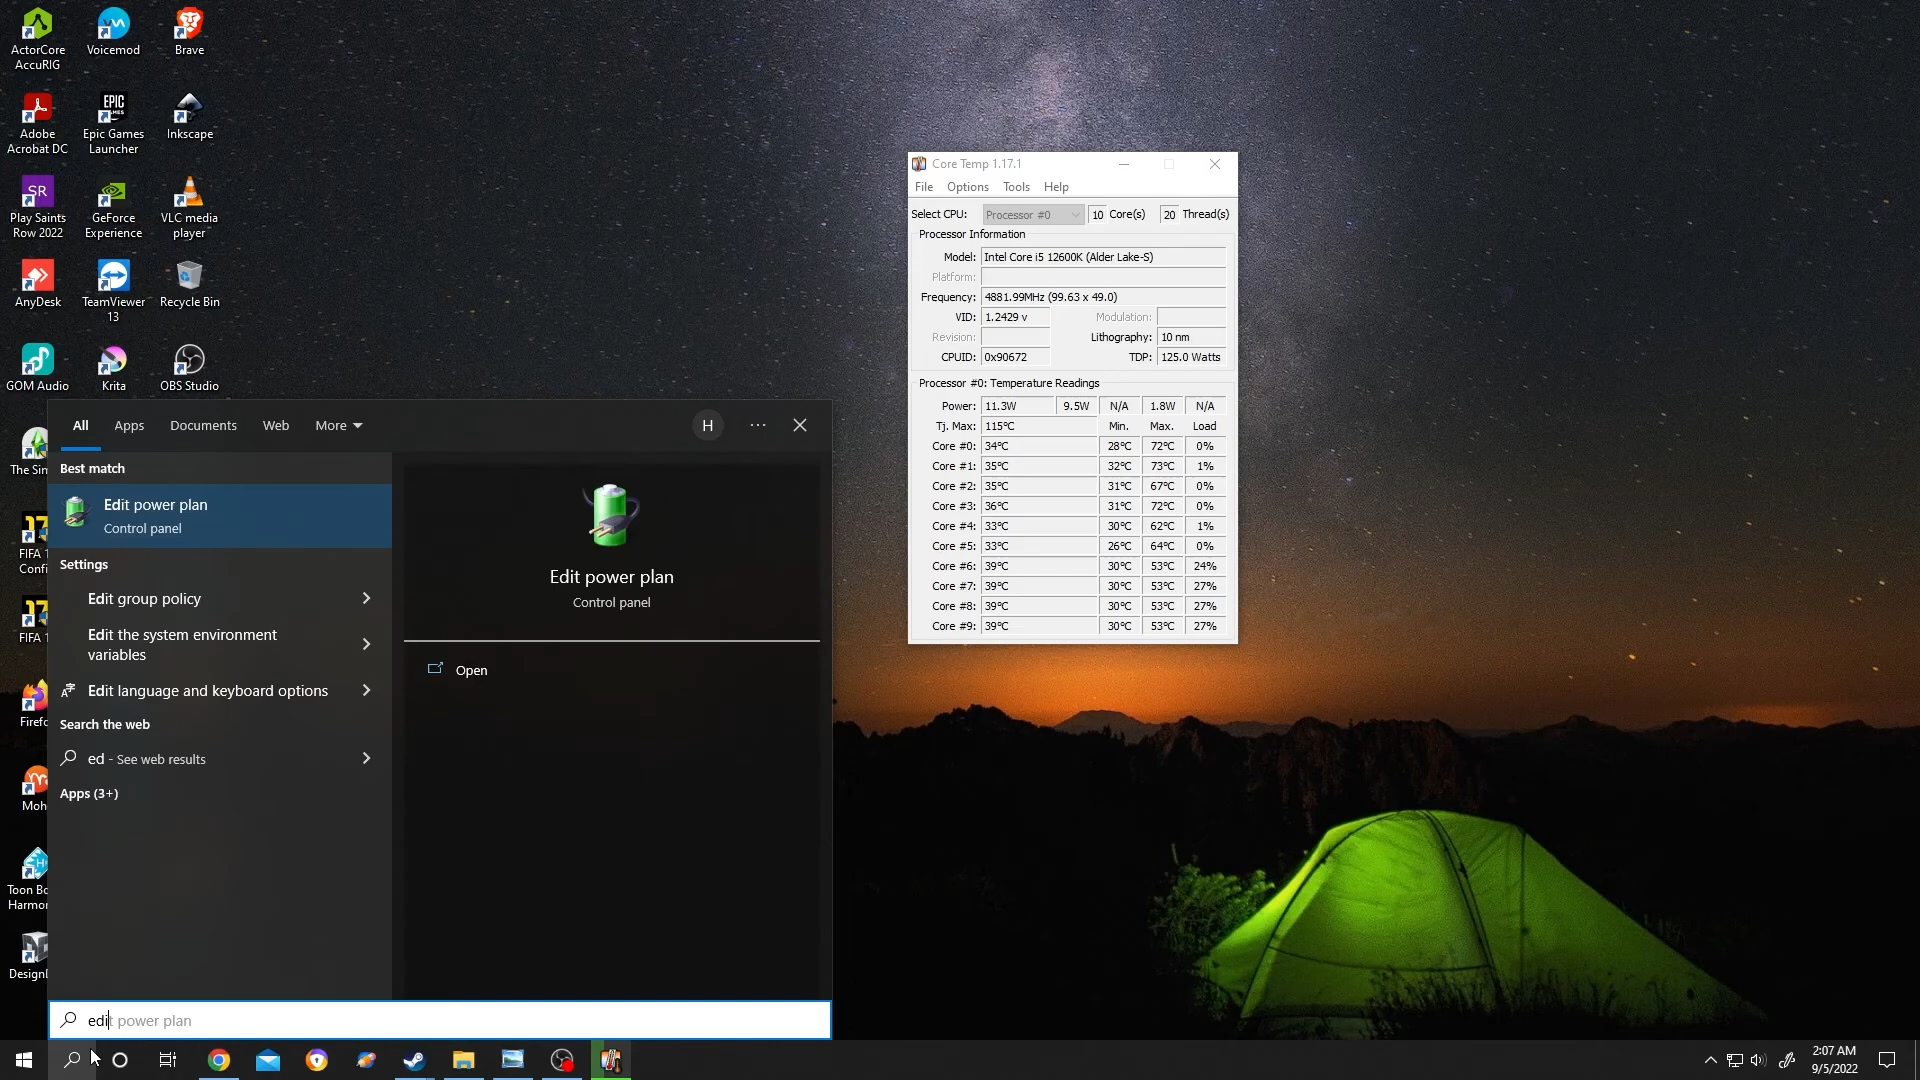 ActorCore
AccuRIG
Voicemod
Brave
Adobe
Acrobat DC
EPIC
GAMES
Epic Games
Launcher
Inkscape
SR
Play Saints
Row 2022
GeForce
Experience
VLC media
player
AnyDesk
TeamViewer
13
Recycle Bin
GOM Audio
Krita
OBS Studio
The Sin
17
FIFA 1
Confi
17
FIFA 1
Firefo
Moh
Toon Bo
Harmon
DesignD
All Apps Documents Web More
H
Best match
Edit power plan
Control panel
Settings
Edit group policy
Edit the system environment
variables
Edit language and keyboard options
Search the web
ed - See web results
Apps (3+)
Edit power plan
Control panel
Open
edit power plan
Core Temp 1.17.1
File Options Tools Help
Select CPU: Processor #0 10 Core(s) 20 Thread(s)
Processor Information
Model: Intel Core i5 12600K (Alder Lake-S)
Platform:
Frequency: 4881.99MHz (99.63 x 49.0)
VID: 1.2429 v Modulation:
Revision: Lithography: 10 nm
CPUID: 0x90672 TDP: 125.0 Watts
Processor #0: Temperature Readings
Power: 11.3W 9.5W N/A 1.8W N/A
Tj. Max: 115°C Min. Max. Load
Core #0: 34°C 28°C 72°C 0%
Core #1: 35°C 32°C 73°C 1%
Core #2: 35°C 31°C 67°C 0%
Core #3: 36°C 31°C 72°C 0%
Core #4: 33°C 30°C 62°C 1%
Core #5: 33°C 26°C 64°C 0%
Core #6: 39°C 30°C 53°C 24%
Core #7: 39°C 30°C 53°C 27%
Core #8: 39°C 30°C 53°C 27%
Core #9: 39°C 30°C 53°C 27%
2:07 AM
9/5/2022